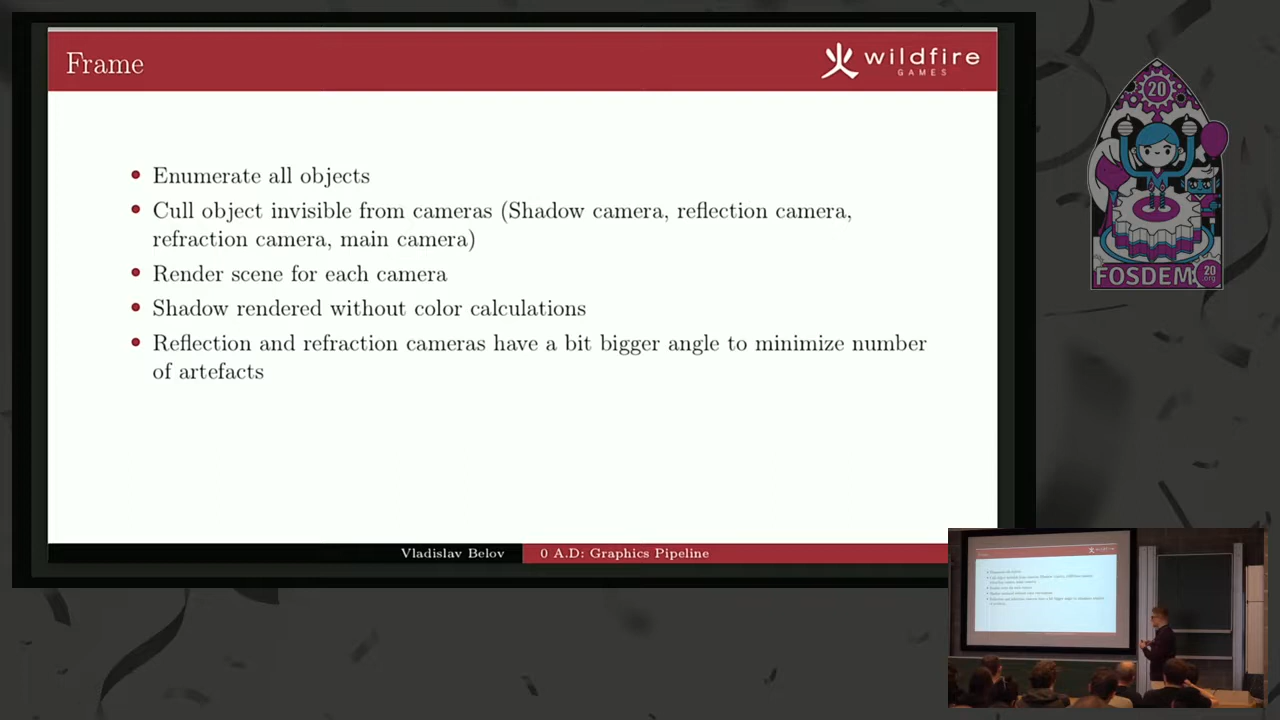 Frame
wildfire
GAMES
20
Enumerate all objects
Cull object invisible from cameras (Shadow camera, reflection camera,
refraction camera, main camera)
Render scene for each camera
Shadow rendered without color calculations
Reflection and refraction cameras have a bit bigger angle to minimize number
of artefacts
FOSDEM 20
.org
Vladislav Belov
0 A.D: Graphics Pipeline